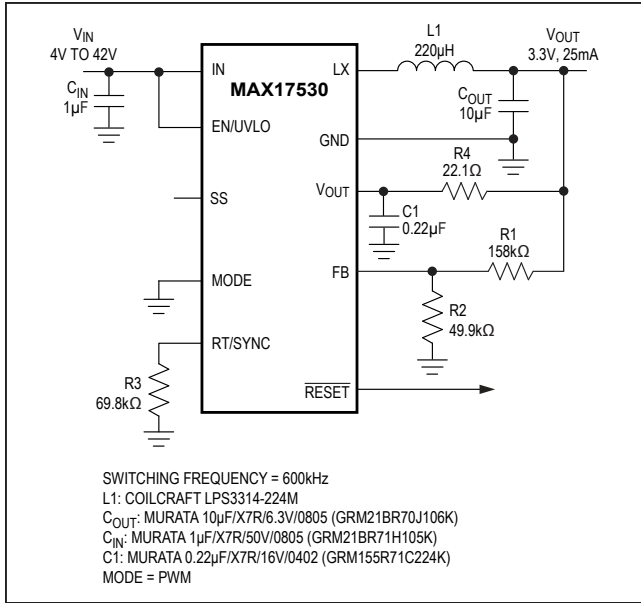 VIN
4V TO 42V
CIN
1µF
IN
MAX17530
LX
L1
220µH
VOUT
3.3V, 25mA
COUT
10µF
EN/UVLO
GND
R4
22.1Ω
SS
VOUT
C1
0.22µF
R1
158kΩ
MODE
FB
R2
49.9kΩ
RT/SYNC
R3
69.8kΩ
RESET
SWITCHING FREQUENCY = 600kHz
L1: COILCRAFT LPS3314-224M
COUT: MURATA 10µF/X7R/6.3V/0805 (GRM21BR70J106K)
CIN: MURATA 1µF/X7R/50V/0805 (GRM21BR71H105K)
C1: MURATA 0.22µF/X7R/16V/0402 (GRM155R71C224K)
MODE = PWM